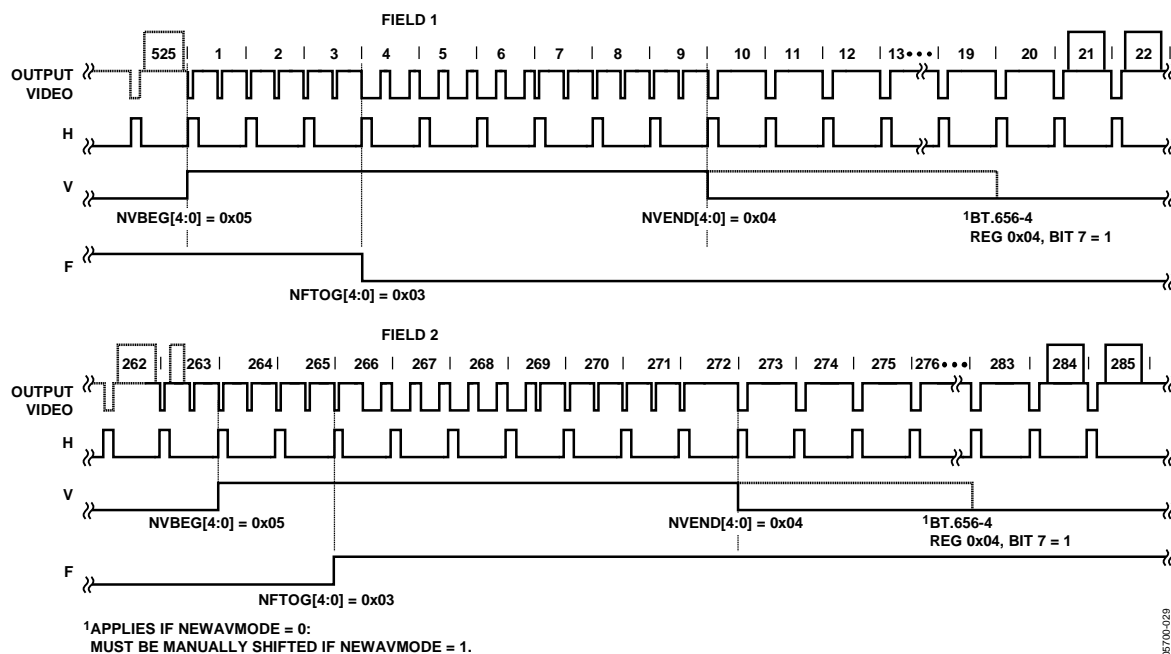 FIELD 1
525 1 2 3 4 5 6 7 8 9 10 11 12 13 ••• 19 20 21 22
OUTPUT
VIDEO
H
V
NVBEG[4:0] = 0x05
NVEND[4:0] = 0x04
1BT.656-4
REG 0x04, BIT 7 = 1
F
NFTOG[4:0] = 0x03
FIELD 2
262 263 264 265 266 267 268 269 270 271 272 273 274 275 276 ••• 283 284 285
OUTPUT
VIDEO
H
V
NVBEG[4:0] = 0x05
NVEND[4:0] = 0x04
1BT.656-4
REG 0x04, BIT 7 = 1
F
NFTOG[4:0] = 0x03
1APPLIES IF NEWAVMODE = 0:
MUST BE MANUALLY SHIFTED IF NEWAVMODE = 1.
05700-029